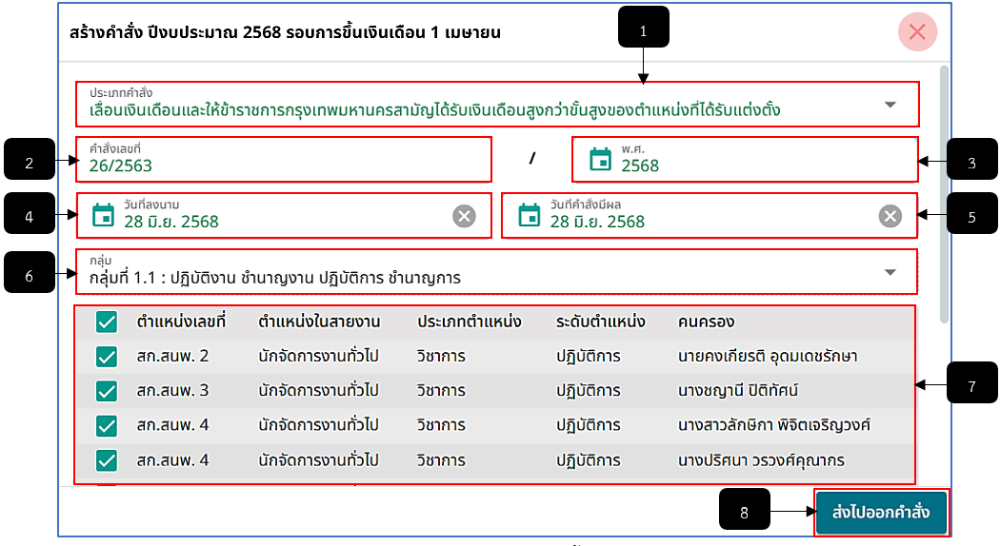 สร้างคำสั่ง ปีงบประมาณ 2568 รอบการขึ้นเงินเดือน 1 เมษายน
1
ประเภทคำสั่ง
เลื่อนเงินเดือนและให้ข้าราชการกรุงเทพมหานครสามัญได้รับเงินเดือนสูงกว่าขั้นสูงของตำแหน่งที่ได้รับแต่งตั้ง
2
คำสั่งเลขที่
26/2563
/
พ.ศ.
2568
3
4
วันที่ลงนาม
28 มิ.ย. 2568
วันที่คำสั่งมีผล
28 มิ.ย. 2568
5
6
กลุ่ม
กลุ่มที่ 1.1 : ปฏิบัติงาน ชำนาญงาน ปฏิบัติการ ชำนาญการ
ตำแหน่งเลขที่ ตำแหน่งในสายงาน ประเภทตำแหน่ง ระดับตำแหน่ง คนครอง
สก.สนพ. 2 นักจัดการงานทั่วไป วิชาการ ปฏิบัติการ นายคงเกียรติ อุดมเดชรักษา
สก.สนพ. 3 นักจัดการงานทั่วไป วิชาการ ปฏิบัติการ นางชญานี ปิติทัศน์
7
สก.สนพ. 4 นักจัดการงานทั่วไป วิชาการ ปฏิบัติการ นางสาวลักษิกา พิจิตเจริญวงศ์
สก.สนพ. 4 นักจัดการงานทั่วไป วิชาการ ปฏิบัติการ นางปริศนา วรวงศ์คุณากร
8
ส่งไปออกคำสั่ง